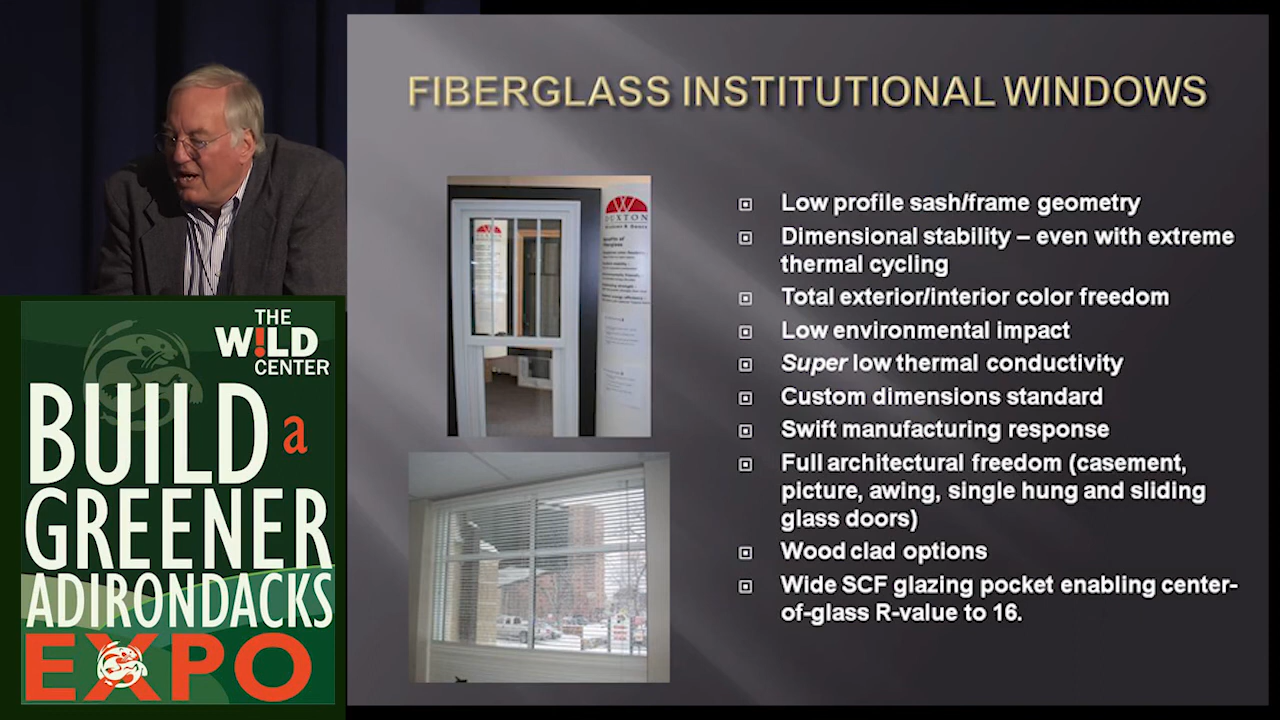 FIBERGLASS INSTITUTIONAL WINDOWS
DUXTON
Low profile sash/frame geometry
Dimensional stability – even with extreme
thermal cycling
Total exterior/interior color freedom
Low environmental impact
Super low thermal conductivity
Custom dimensions standard
Swift manufacturing response
Full architectural freedom (casement,
picture, awing, single hung and sliding
glass doors)
Wood clad options
Wide SCF glazing pocket enabling center-
of-glass R-value to 16.
THE
W!LD
CENTER
BUILD a
GREENER
ADIRONDACKS
EXPO